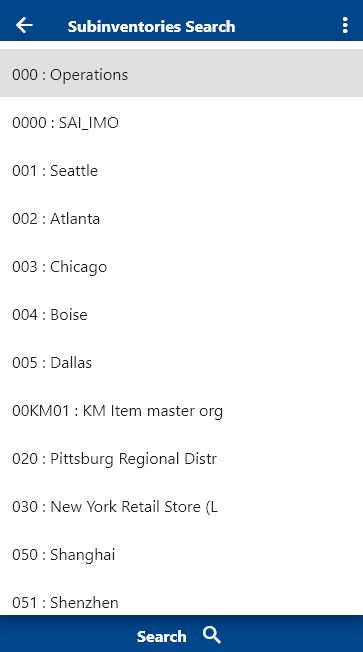 Subinventories Search
000 : Operations
0000 : SAI_IMO
001 : Seattle
002 : Atlanta
003 : Chicago
004 : Boise
005 : Dallas
00KM01 : KM Item master org
020 : Pittsburg Regional Distr
030 : New York Retail Store (L
050 : Shanghai
051 : Shenzhen
Search